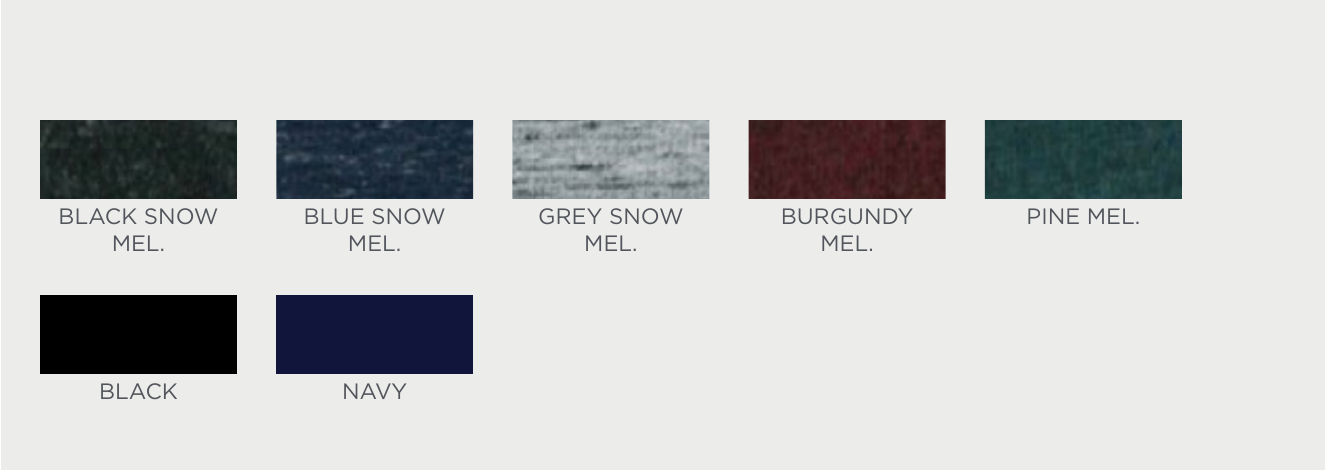 BLACK SNOW
MEL.
BLUE SNOW
MEL.
GREY SNOW
MEL.
BURGUNDY
MEL.
PINE MEL.
BLACK
NAVY